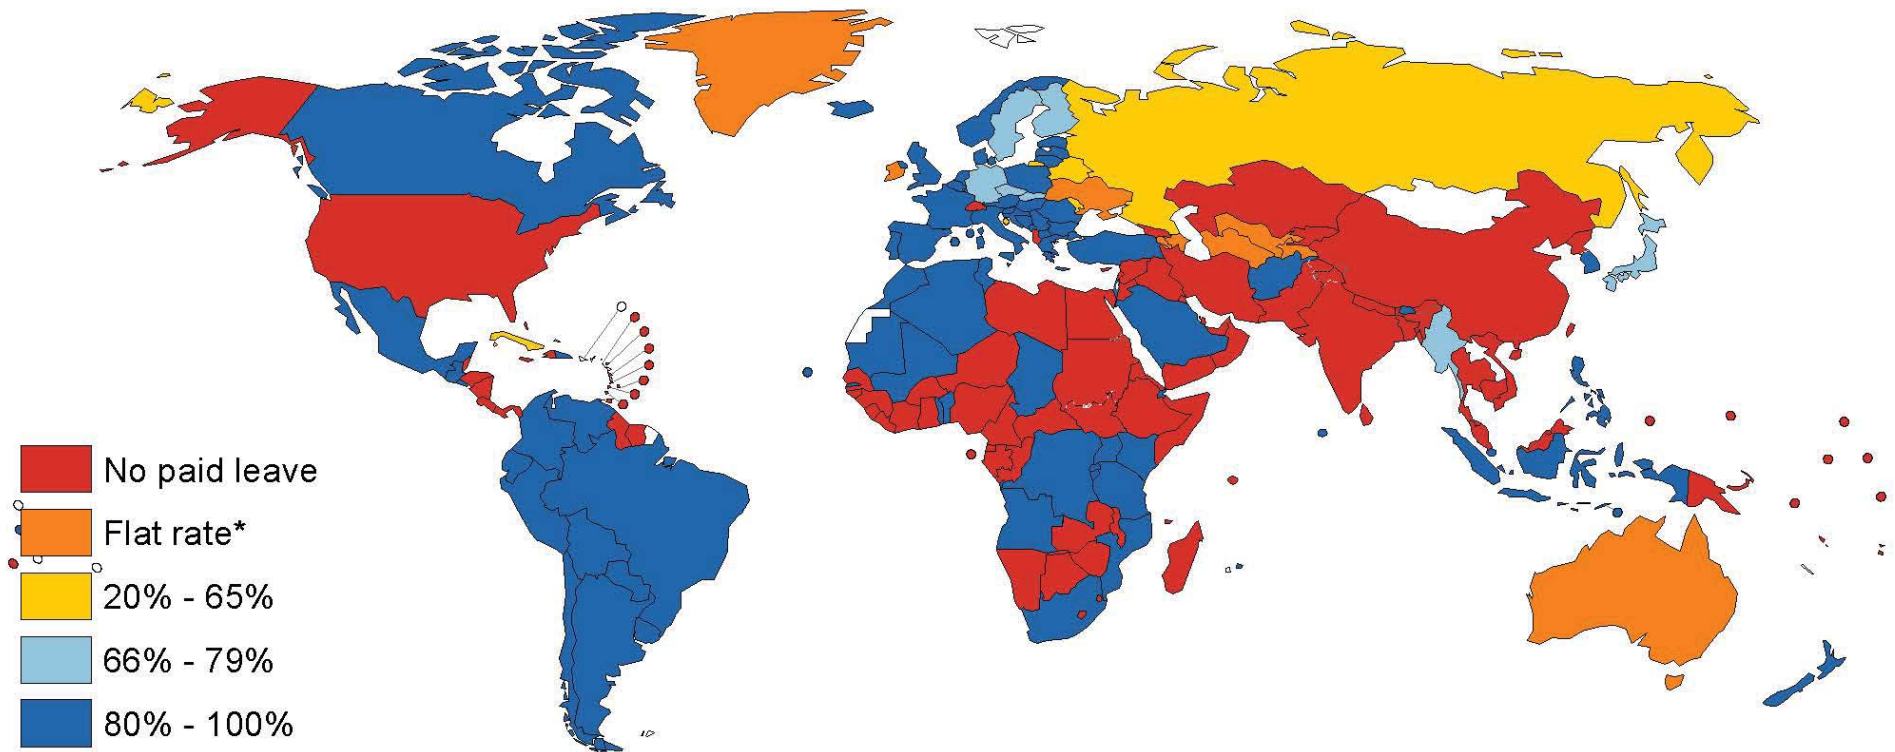 No paid leave
Flat rate*
20% - 65%
66% - 79%
80% - 100%